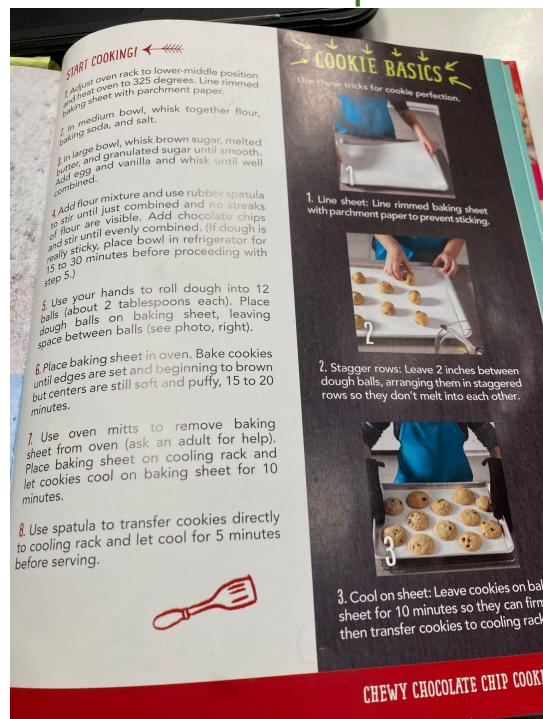 START COOKING!
1. Adjust oven rack to lower-middle position
and heat oven to 325 degrees. Line rimmed
baking sheet with parchment paper.
2. In medium bowl, whisk together flour,
baking soda, and salt.
3. In large bowl, whisk brown sugar, melted
butter, and granulated sugar until smooth.
Add egg and vanilla and whisk until well
combined.
4. Add flour mixture and use rubber spatula
to stir until just combined and no streaks
of flour are visible. Add chocolate chips
and stir until evenly combined. (If dough is
really sticky, place bowl in refrigerator for
15 to 30 minutes before proceeding with
step 5.)
5. Use your hands to roll dough into 12
balls (about 2 tablespoons each). Place
dough balls on baking sheet, leaving
space between balls (see photo, right).
6. Place baking sheet in oven. Bake cookies
until edges are set and beginning to brown
but centers are still soft and puffy, 15 to 20
minutes.
7. Use oven mitts to remove baking
sheet from oven (ask an adult for help).
Place baking sheet on cooling rack and
let cookies cool on baking sheet for 10
minutes.
8. Use spatula to transfer cookies directly
to cooling rack and let cool for 5 minutes
before serving.
COOKIE BASICS
Use these tricks for cookie perfection.
1
1. Line sheet: Line rimmed baking sheet
with parchment paper to prevent sticking.
2
2. Stagger rows: Leave 2 inches between
dough balls, arranging them in staggered
rows so they don't melt into each other.
3
3. Cool on sheet: Leave cookies on
sheet for 10 minutes so they can
then transfer cookies to cooling
CHEWY CHOCOLATE CHIP